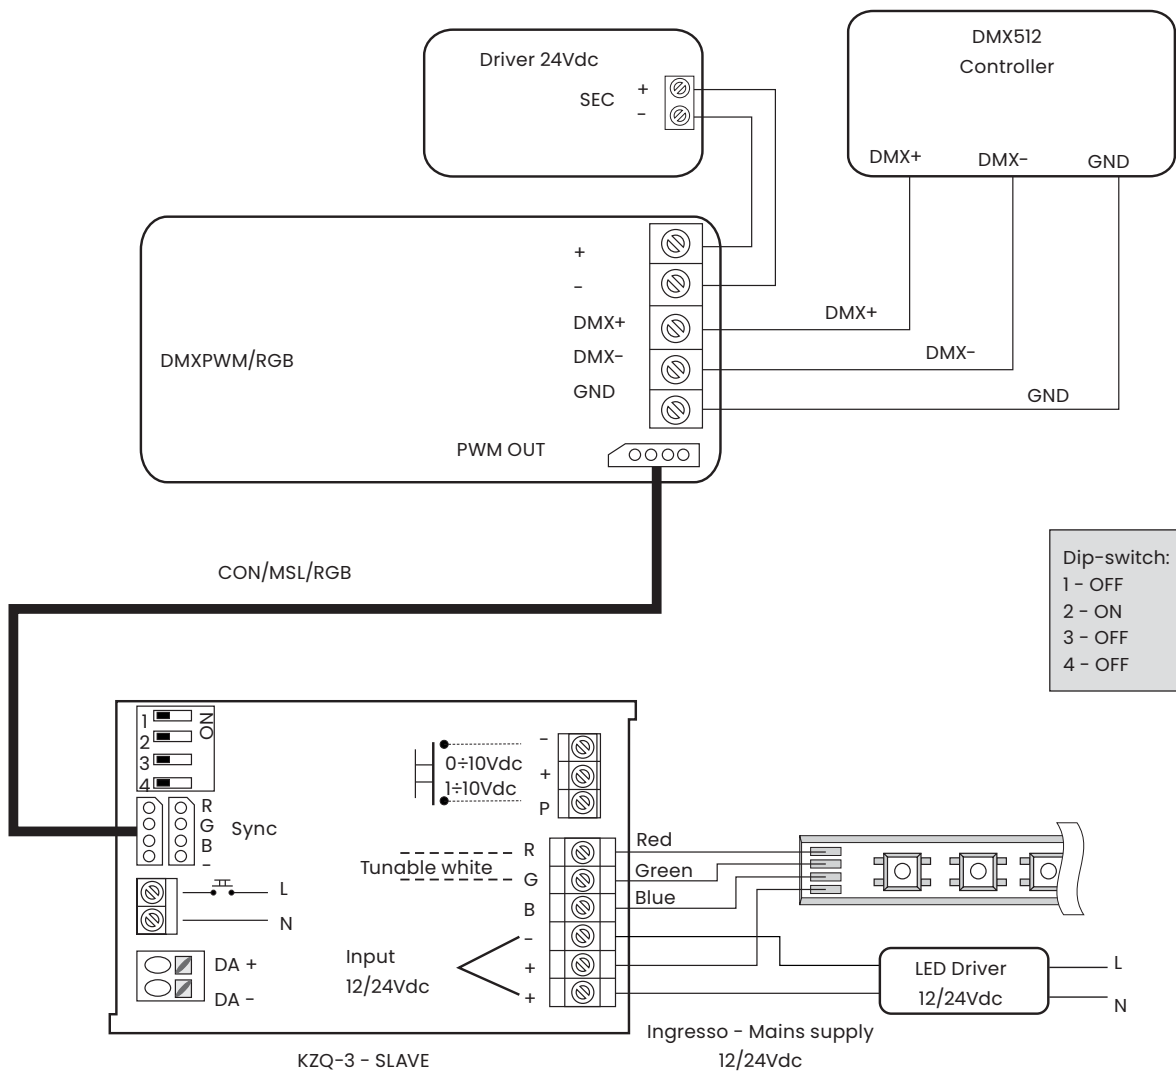 Driver 24Vdc
SEC
+
-
DMX512
Controller
DMX+
DMX-
GND
+
-
DMX+
DMX-
GND
DMXPWM/RGB
PWM OUT
DMX+
DMX-
GND
CON/MSL/RGB
Dip-switch:
1 - OFF
2 - ON
3 - OFF
4 - OFF
1
2
3
4
ON
R
G
B
-
Sync
L
N
DA +
DA -
0÷10Vdc
1÷10Vdc
-
+
P
Tunable white
R
G
B
-
+
+
Input
12/24Vdc
Red
Green
Blue
LED Driver
12/24Vdc
L
N
Ingresso - Mains supply
12/24Vdc
KZQ-3 - SLAVE